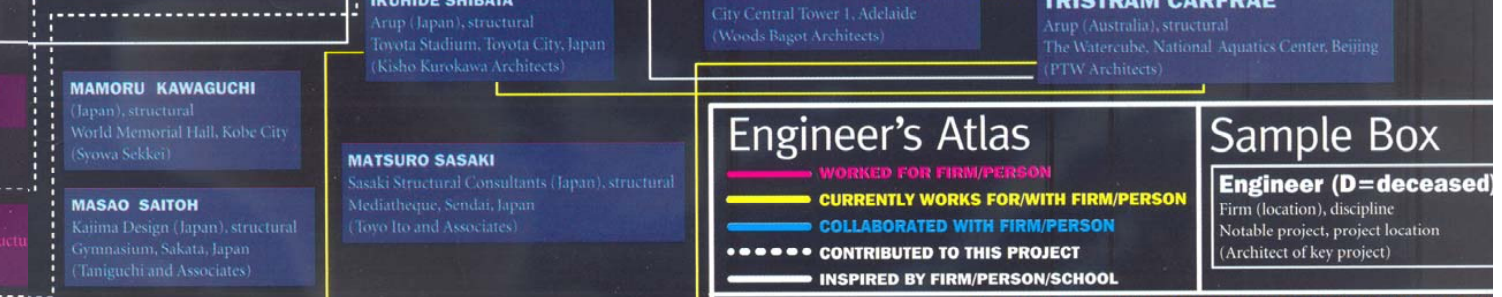 IKUHIDE SHIBATA
Arup (Japan), structural
Toyota Stadium, Toyota City, Japan
(Kisho Kurokawa Architects)
City Central Tower 1, Adelaide
(Woods Bagot Architects)
TRISTRAM CARFRAE
Arup (Australia), structural
The Watercube, National Aquatics Center, Beijing
(PTW Architects)
MAMORU KAWAGUCHI
(Japan), structural
World Memorial Hall, Kobe City
(Syowa Sekkei)
MASAO SAITOH
Kajima Design (Japan), structural
Gymnasium, Sakata, Japan
(Taniguchi and Associates)
MATSURO SASAKI
Sasaki Structural Consultants (Japan), structural
Mediatheque, Sendai, Japan
(Toyo Ito and Associates)
Engineer's Atlas
WORKED FOR FIRM/PERSON
CURRENTLY WORKS FOR/WITH FIRM/PERSON
COLLABORATED WITH FIRM/PERSON
CONTRIBUTED TO THIS PROJECT
INSPIRED BY FIRM/PERSON/SCHOOL
Sample Box
Engineer (D=deceased)
Firm (location), discipline
Notable project, project location
(Architect of key project)